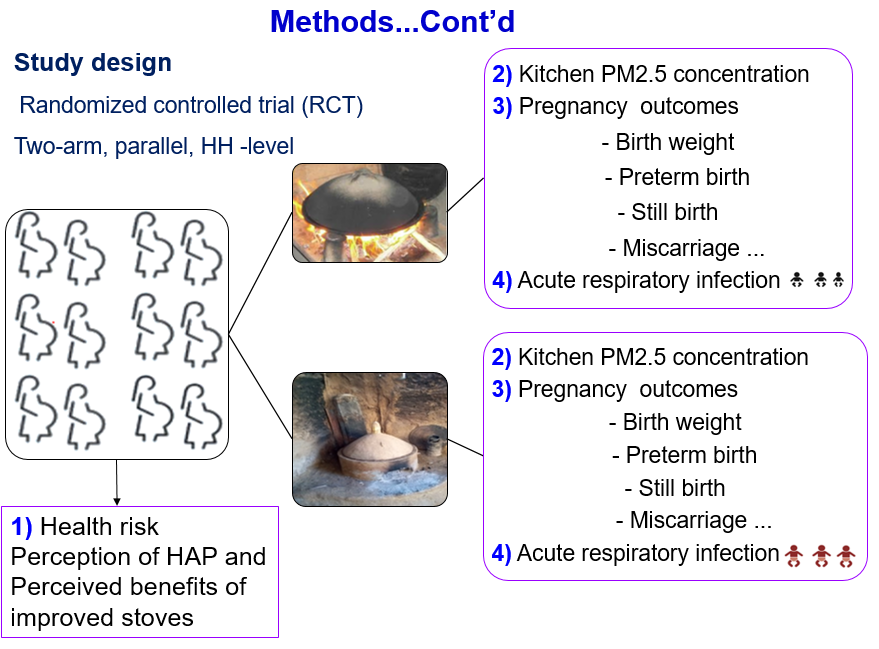 Methods...Cont’d
Study design
Randomized controlled trial (RCT)
Two-arm, parallel, HH -level
2) Kitchen PM2.5 concentration
3) Pregnancy outcomes
- Birth weight
- Preterm birth
- Still birth
- Miscarriage ...
4) Acute respiratory infection
2) Kitchen PM2.5 concentration
3) Pregnancy outcomes
- Birth weight
- Preterm birth
- Still birth
- Miscarriage ...
4) Acute respiratory infection
1) Health risk
Perception of HAP and
Perceived benefits of
improved stoves